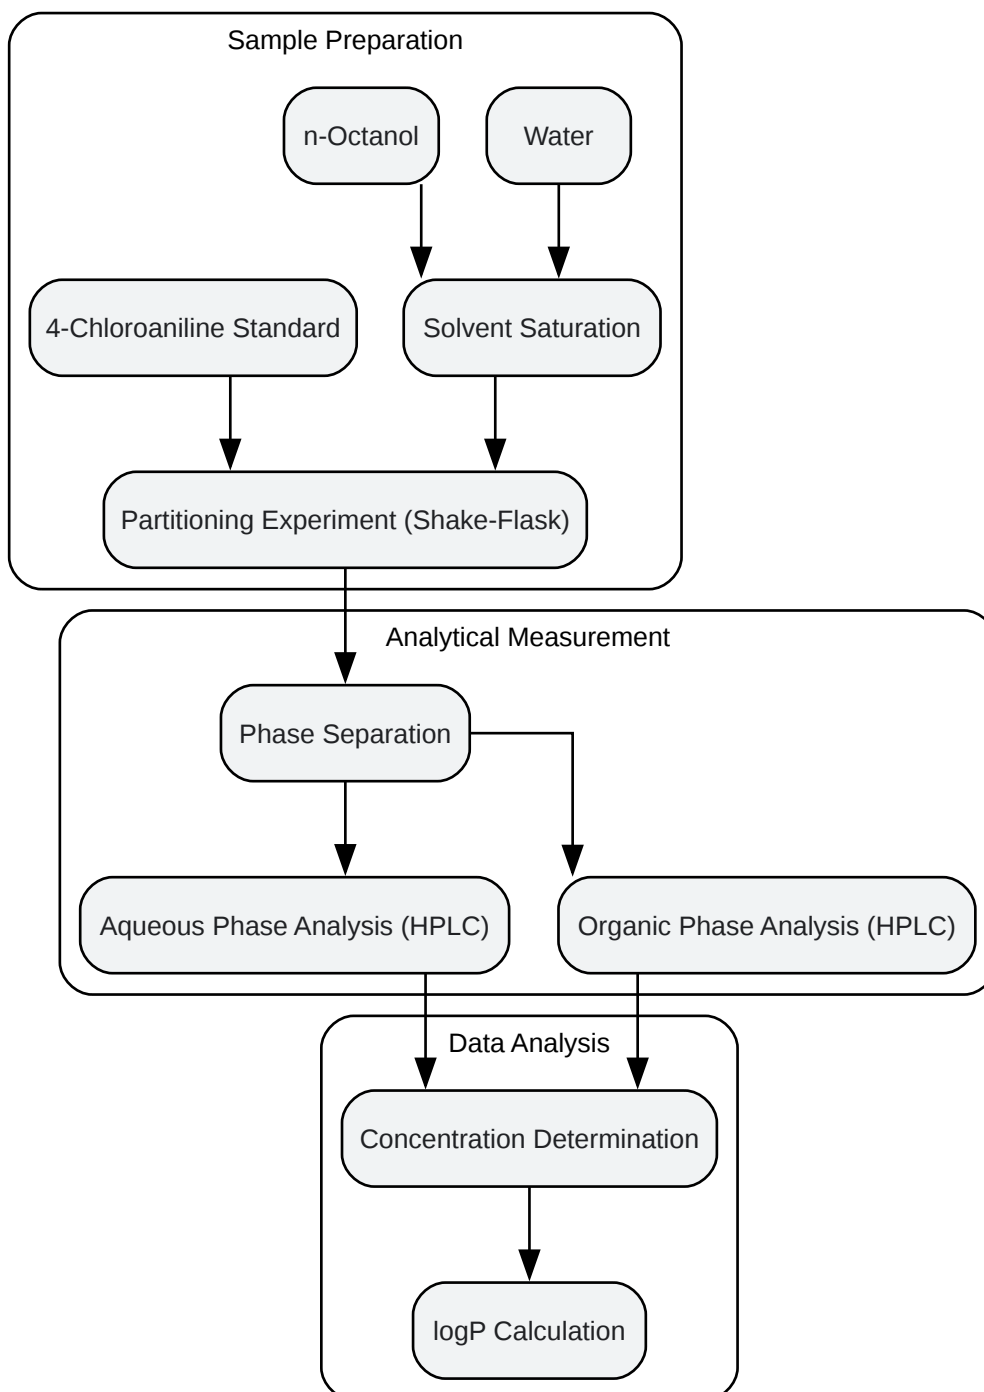 Sample Preparation
n-Octanol
Water
4-Chloroaniline Standard
Solvent Saturation
Partitioning Experiment (Shake-Flask)
Analytical Measurement
Phase Separation
Aqueous Phase Analysis (HPLC)
Organic Phase Analysis (HPLC)
Data Analysis
Concentration Determination
logP Calculation